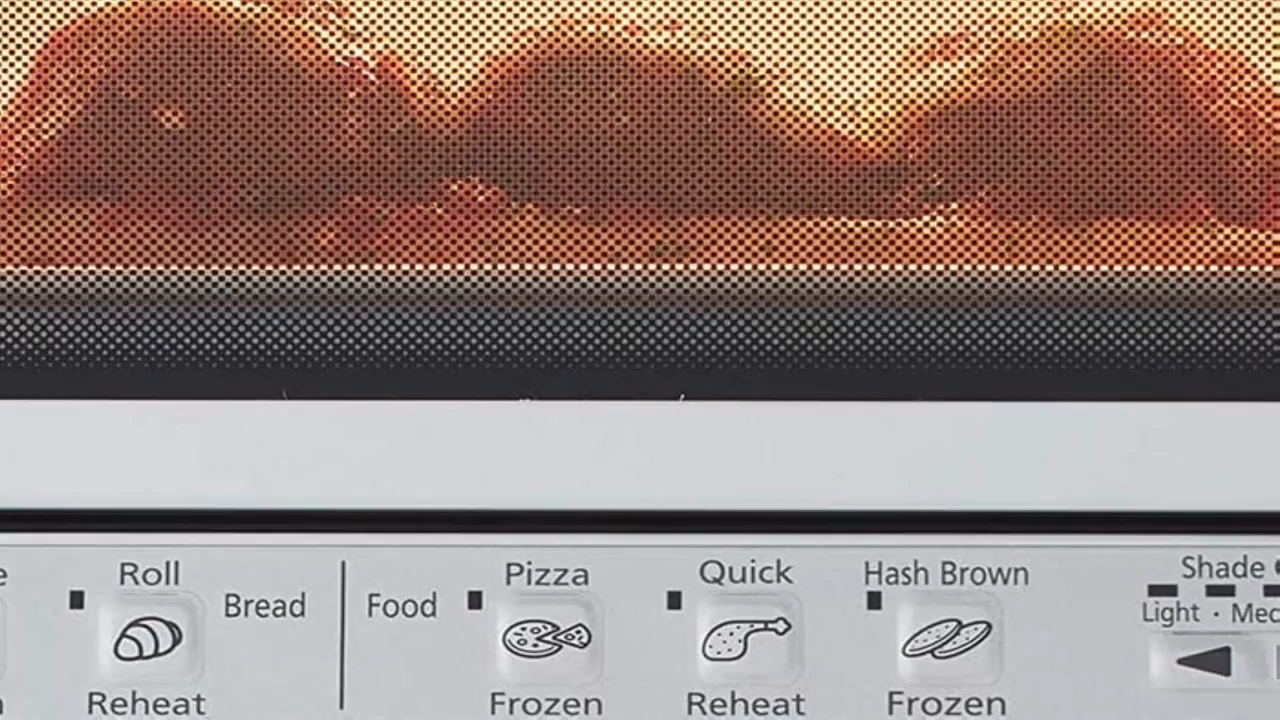 Roll
Bread
Reheat
Food
Pizza
Frozen
Quick
Reheat
Hash Brown
Frozen
Shade
Light ·